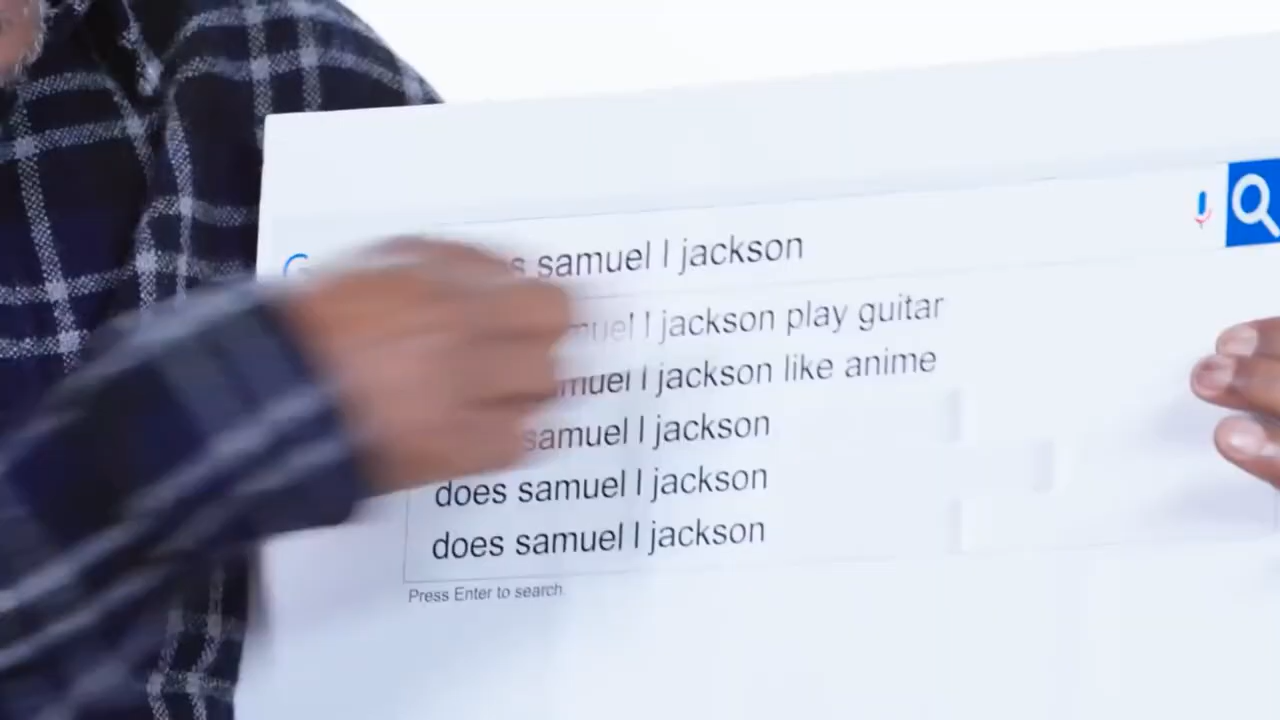 samuel l jackson
l jackson play guitar
l jackson like anime
samuel l jackson
does samuel l jackson
does samuel l jackson
Press Enter to search.